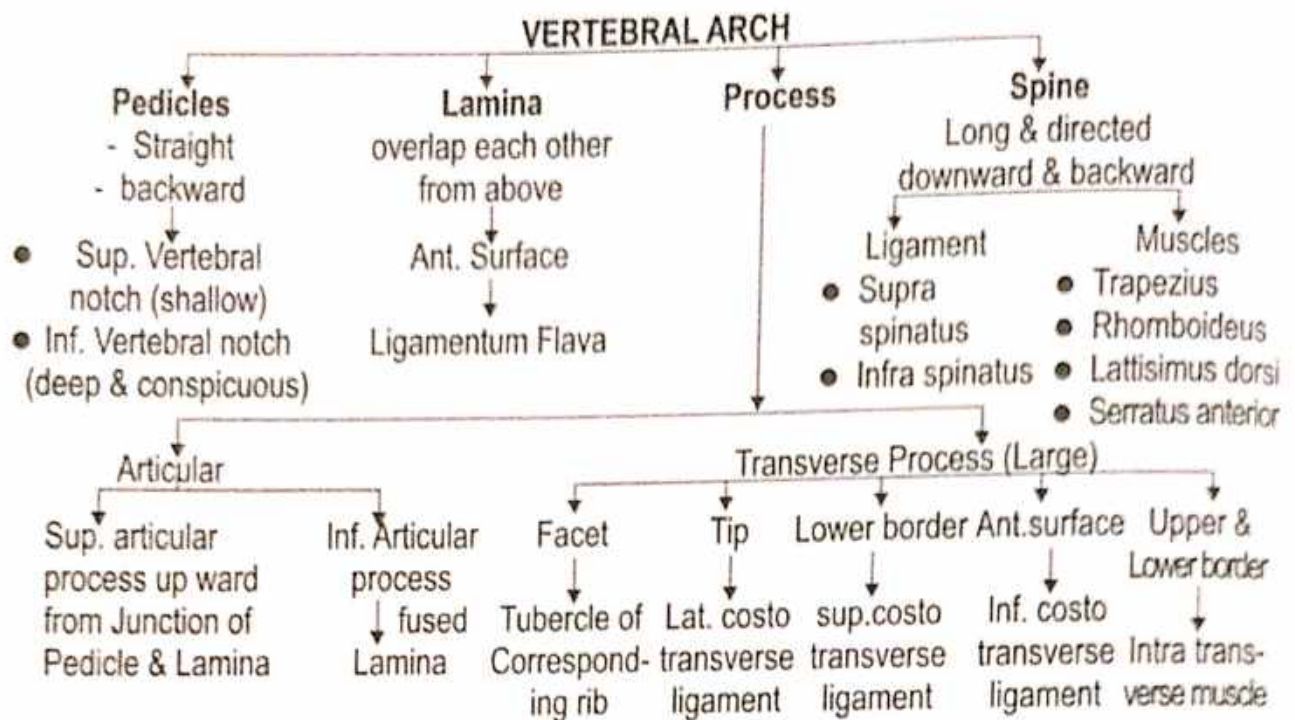 VERTEBRAL ARCH
Pedicles
- Straight
- backward
● Sup. Vertebral
notch (shallow)
● Inf. Vertebral notch
(deep & conspicuous)
Lamina
overlap each other
from above
Ant. Surface
Ligamentum Flava
Process
Spine
Long & directed
downward & backward
Ligament
● Supra
spinatus
● Infra spinatus
Muscles
● Trapezius
● Rhomboideus
● Lattisimus dorsi
● Serratus anterior
Articular
Sup. articular
process up ward
from Junction of
Pedicle & Lamina
Inf. Articular
process
fused
Lamina
Transverse Process (Large)
Facet
Tubercle of
Correspond-
ing rib
Tip
Lat. costo
transverse
ligament
Lower border
sup.costo
transverse
ligament
Ant.surface
Inf. costo
transverse
ligament
Upper &
Lower border
Intra trans-
verse muscle